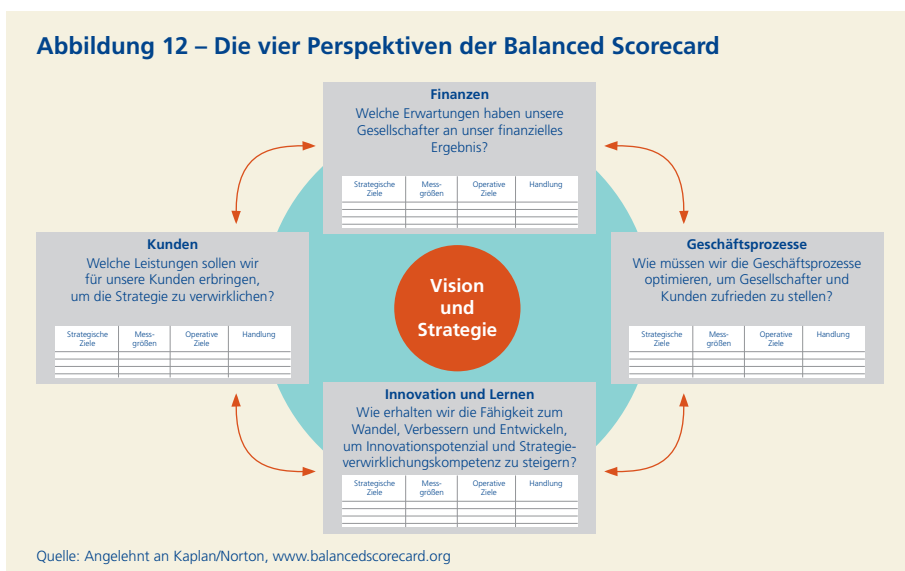 Abbildung 12 – Die vier Perspektiven der Balanced Scorecard
Finanzen
Welche Erwartungen haben unsere
Gesellschafter an unser finanzielles
Ergebnis?
Strategische Ziele Mess-größen Operative Ziele Handlung
Kunden
Welche Leistungen sollen wir
für unsere Kunden erbringen,
um die Strategie zu verwirklichen?
Strategische Ziele Mess-größen Operative Ziele Handlung
Vision
und
Strategie
Geschäftsprozesse
Wie müssen wir die Geschäftsprozesse
optimieren, um Gesellschafter und
Kunden zufrieden zu stellen?
Strategische Ziele Mess-größen Operative Ziele Handlung
Innovation und Lernen
Wie erhalten wir die Fähigkeit zum
Wandel, Verbessern und Entwickeln,
um Innovationspotenzial und Strategie-
verwirklichungskompetenz zu steigern?
Strategische Ziele Mess-größen Operative Ziele Handlung
Quelle: Angelehnt an Kaplan/Norton, www.balancedscorecard.org